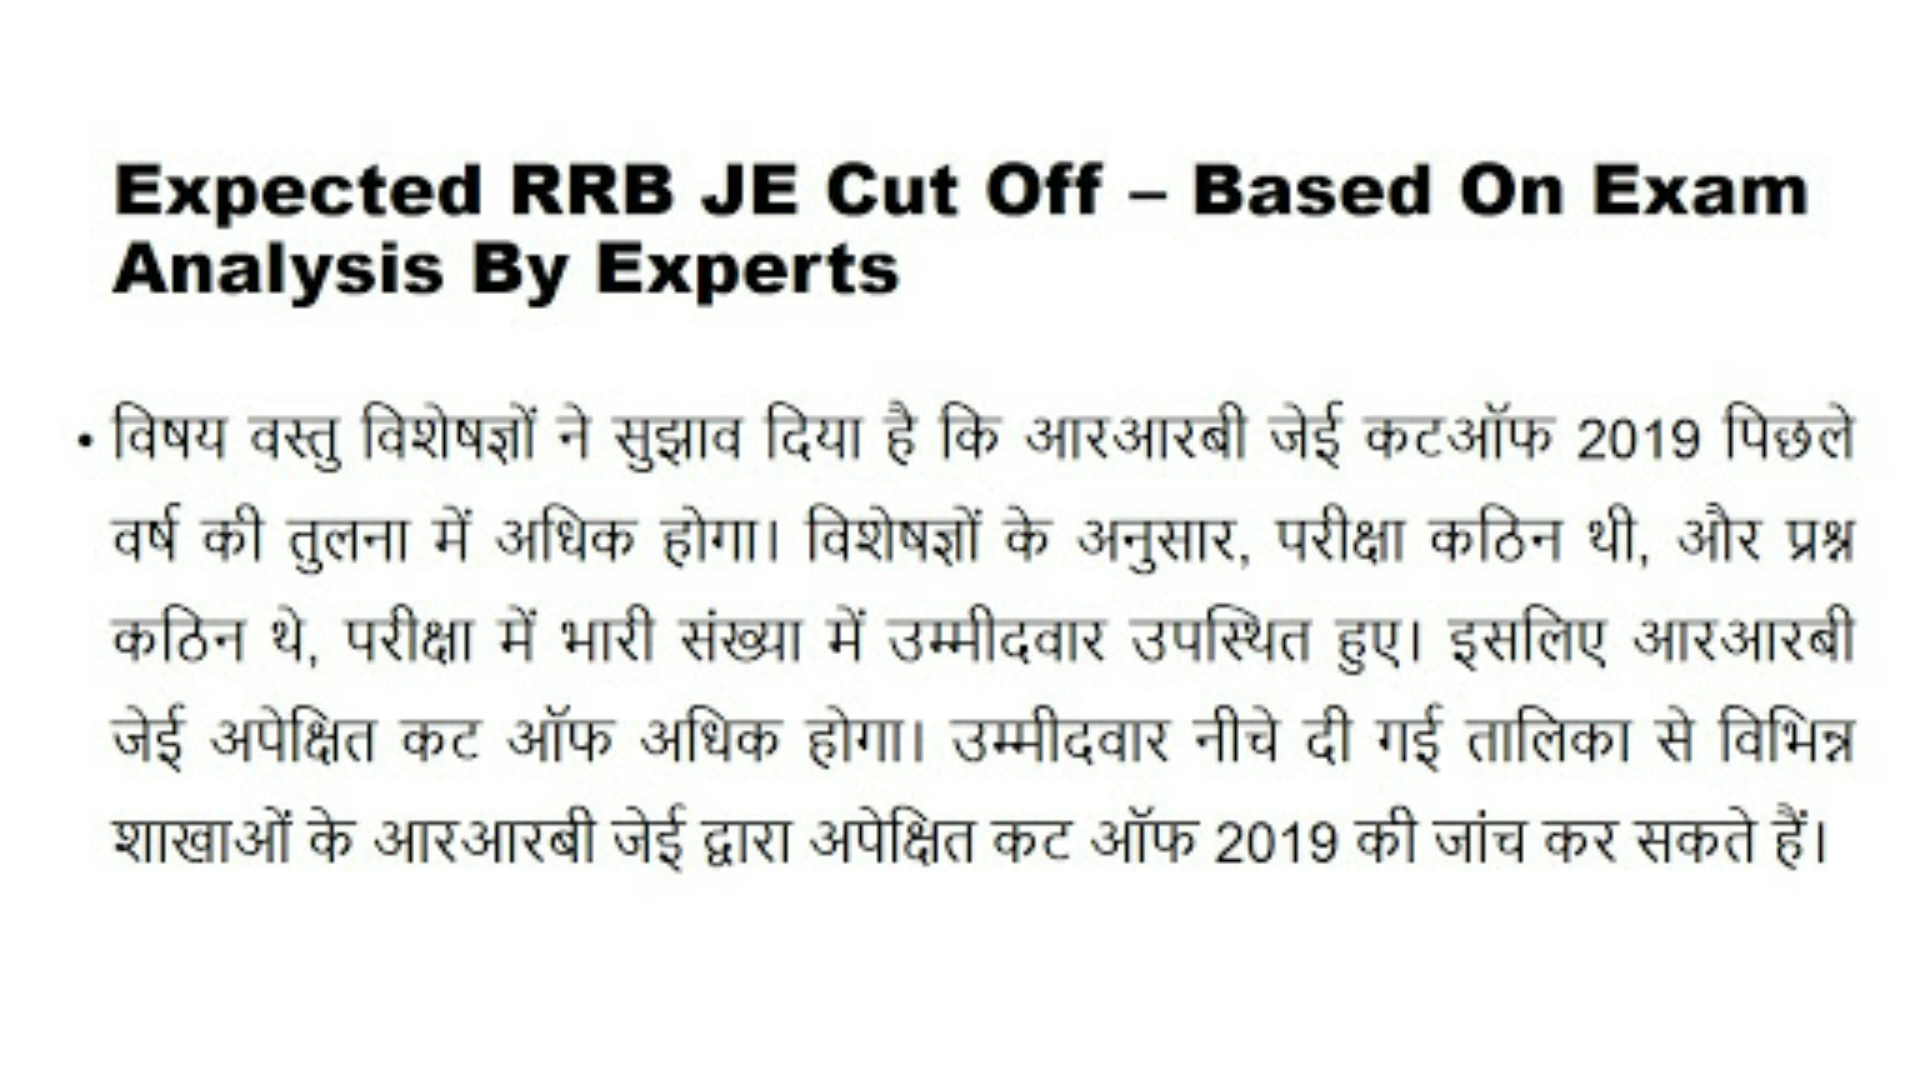 Expected RRB JE Cut Off – Based On Exam
Analysis By Experts
• विषय वस्तु विशेषज्ञों ने सुझाव दिया है कि आरआरबी जेई कटऑफ 2019 पिछले
वर्ष की तुलना में अधिक होगा। विशेषज्ञों के अनुसार, परीक्षा कठिन थी, और प्रश्न
कठिन थे, परीक्षा में भारी संख्या में उम्मीदवार उपस्थित हुए। इसलिए आरआरबी
जेई अपेक्षित कट ऑफ अधिक होगा। उम्मीदवार नीचे दी गई तालिका से विभिन्न
शाखाओं के आरआरबी जेई द्वारा अपेक्षित कट ऑफ 2019 की जांच कर सकते हैं।